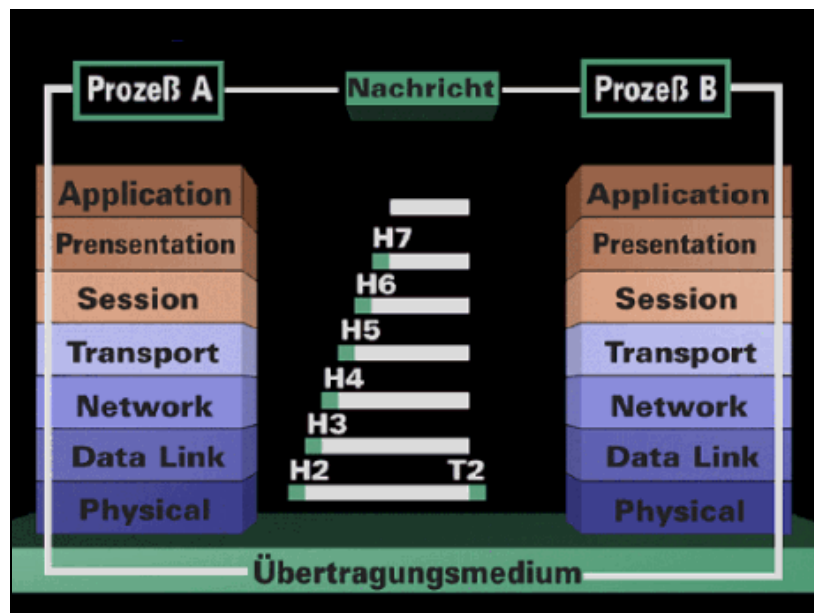 Prozeß A
Nachricht
Prozeß B
Application
Prensentation
Session
Transport
Network
Data Link
Physical
H7
H6
H5
H4
H3
H2 T2
Application
Presentation
Session
Transport
Network
Data Link
Physical
Übertragungsmedium